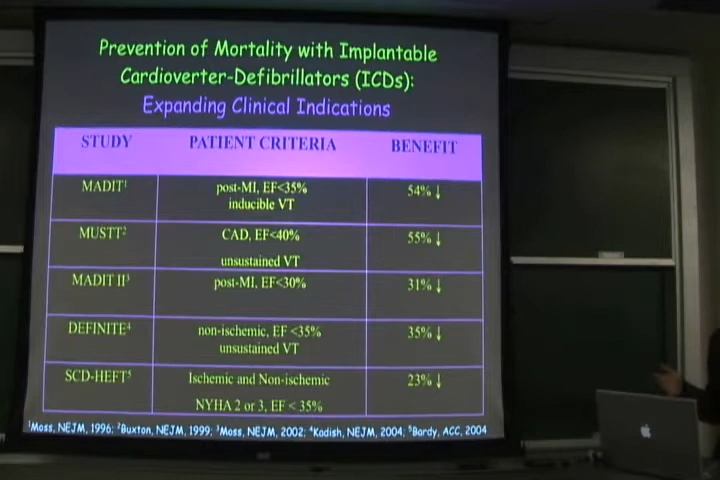 Prevention of Mortality with Implantable
Cardioverter-Defibrillators (ICDs):
Expanding Clinical Indications
STUDY PATIENT CRITERIA BENEFIT
MADIT¹ post-MI, EF<35% 54% ↓
inducible VT
MUSTT² CAD, EF<40% 55% ↓
unsustained VT
MADIT II³ post-MI, EF<30% 31% ↓
DEFINITE⁴ non-ischemic, EF <35% 35% ↓
unsustained VT
SCD-HEFT⁵ Ischemic and Non-ischemic 23% ↓
NYHA 2 or 3, EF < 35%
¹Moss, NEJM, 1996; ²Buxton, NEJM, 1999; ³Moss, NEJM, 2002; ⁴Kadish, NEJM, 2004; ⁵Bardy, ACC, 2004